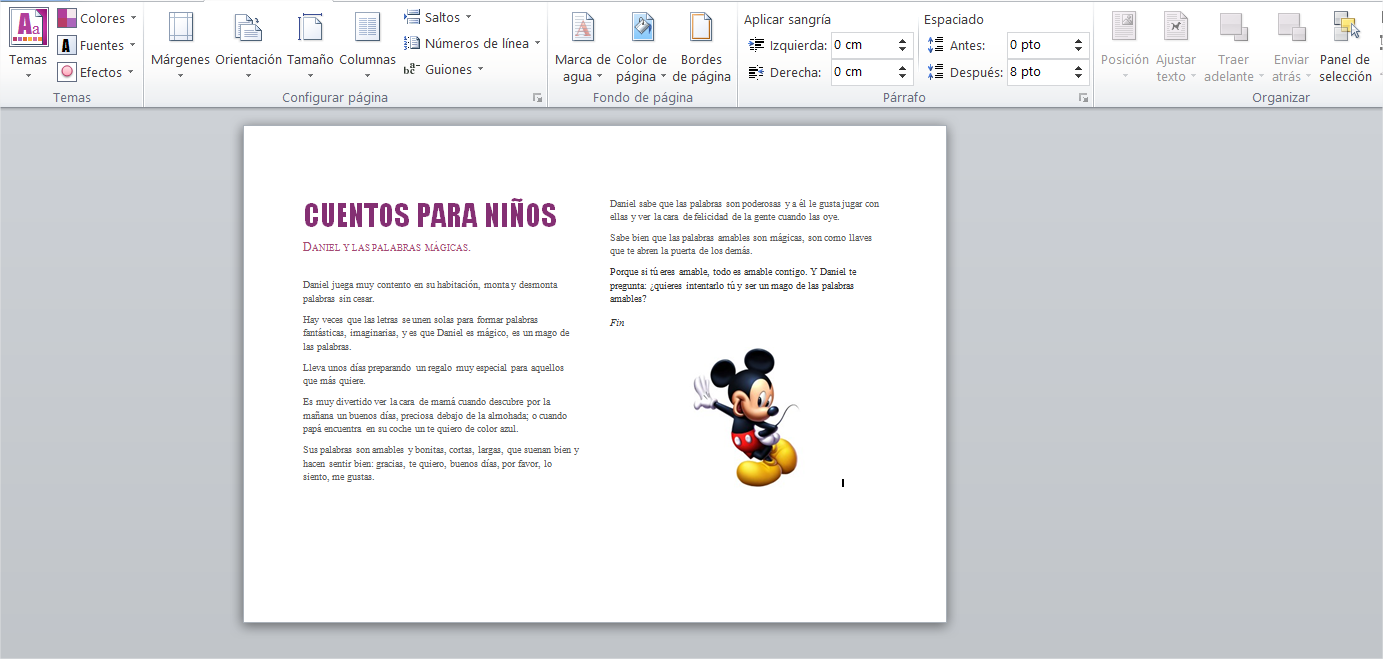 Temas
Colores
Fuentes
Efectos
Temas
Márgenes
Orientación
Tamaño
Columnas
Saltos
Números de línea
Guiones
Configurar página
Marca de agua
Color de página
Bordes de página
Fondo de página
Aplicar sangría
Izquierda: 0 cm
Derecha: 0 cm
Espaciado
Antes: 0 pto
Después: 8 pto
Párrafo
Posición
Ajustar texto
Traer adelante
Enviar atrás
Panel de selección
Organizar
CUENTOS PARA NIÑOS
DANIEL Y LAS PALABRAS MÁGICAS.
Daniel juega muy contento en su habitación, monta y desmonta
palabras sin cesar.
Hay veces que las letras se unen solas para formar palabras
fantásticas, imaginarias, y es que Daniel es mágico, es un mago de
las palabras.
Lleva unos días preparando un regalo muy especial para aquellos
que más quiere.
Es muy divertido ver la cara de mamá cuando descubre por la
mañana un buenos días, preciosa debajo de la almohada; o cuando
papá encuentra en su coche un te quiero de color azul.
Sus palabras son amables y bonitas, cortas, largas, que suenan bien y
hacen sentir bien: gracias, te quiero, buenos días, por favor, lo
siento, me gustas.
Daniel sabe que las palabras son poderosas y a él le gusta jugar con
ellas y ver la cara de felicidad de la gente cuando las oye.
Sabe bien que las palabras amables son mágicas, son como llaves
que te abren la puerta de los demás.
Porque si tú eres amable, todo es amable contigo. Y Daniel te
pregunta: ¿quieres intentarlo tú y ser un mago de las palabras
amables?
Fin